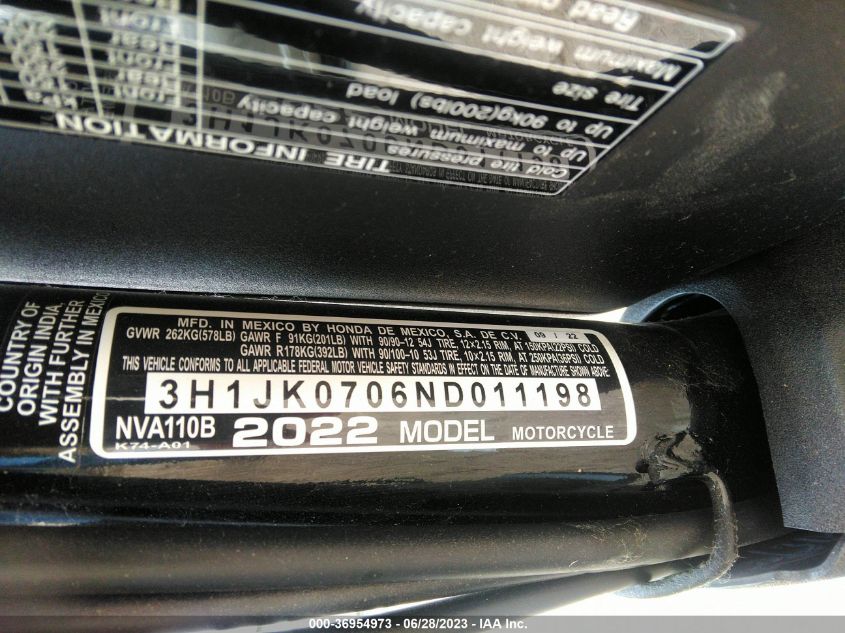 Read
Maximum weight capacity
Tire size
Up to 90kg(200lbs) load
Up to maximum weight capacity
Cold tire pressures
TIRE INFORMATION
kPa
COUNTRY OF
ORIGIN INDIA.
WITH FURTHER
ASSEMBLY IN MEXICO
MFD. IN MEXICO BY HONDA DE MEXICO, S.A. DE C.V. 09 / 22
GVWR 262KG(578LB) GAWR F 91KG(201LB) WITH 90/90-12 54J TIRE, 12×2.15 RIM, AT 150KPA(22PSI) COLD
GAWR R178KG(392LB) WITH 90/100-10 53J TIRE, 10×2.15 RIM, AT 250KPA(36PSI) COLD
THIS VEHICLE CONFORMS TO ALL APPLICABLE FEDERAL MOTOR VEHICLE SAFETY STANDARDS IN EFFECT ON THE DATE OF MANUFACTURE SHOWN ABOVE.
3H1JK0706ND011198
NVA110B 2022 MODEL MOTORCYCLE
K74-A01
000-36954973 - 06/28/2023 - IAA Inc.